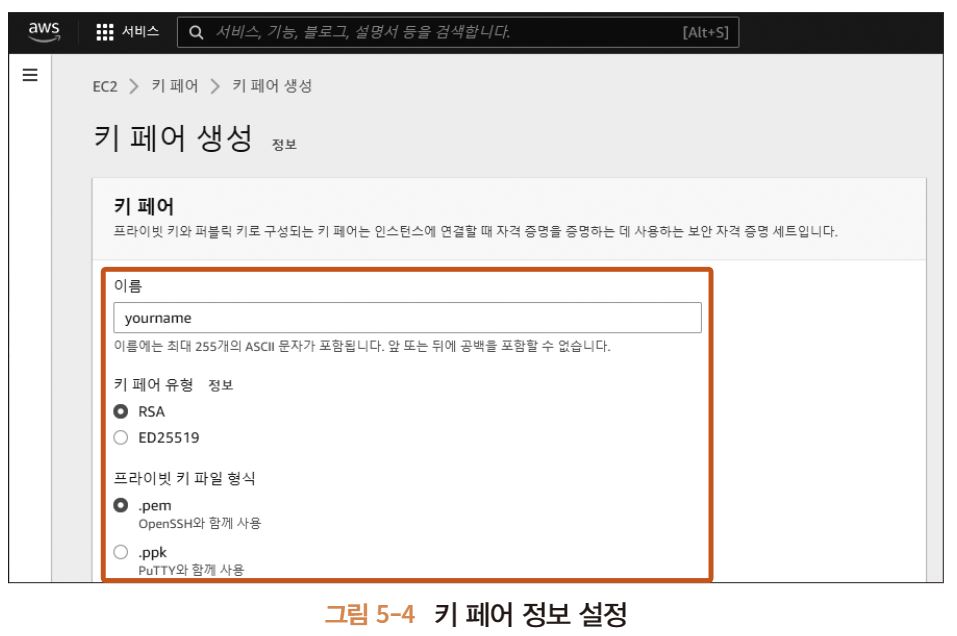 aws
서비스
서비스, 기능, 블로그, 설명서 등을 검색합니다.
[Alt+S]
EC2 > 키 페어 > 키 페어 생성
키 페어 생성 정보
키 페어
프라이빗 키와 퍼블릭 키로 구성되는 키 페어는 인스턴스에 연결할 때 자격 증명을 증명하는 데 사용하는 보안 자격 증명 세트입니다.
이름
yourname
이름에는 최대 255개의 ASCII 문자가 포함됩니다. 앞 또는 뒤에 공백을 포함할 수 없습니다.
키 페어 유형 정보
RSA
ED25519
프라이빗 키 파일 형식
.pem
OpenSSH와 함께 사용
.ppk
PuTTY와 함께 사용
그림 5-4 키 페어 정보 설정